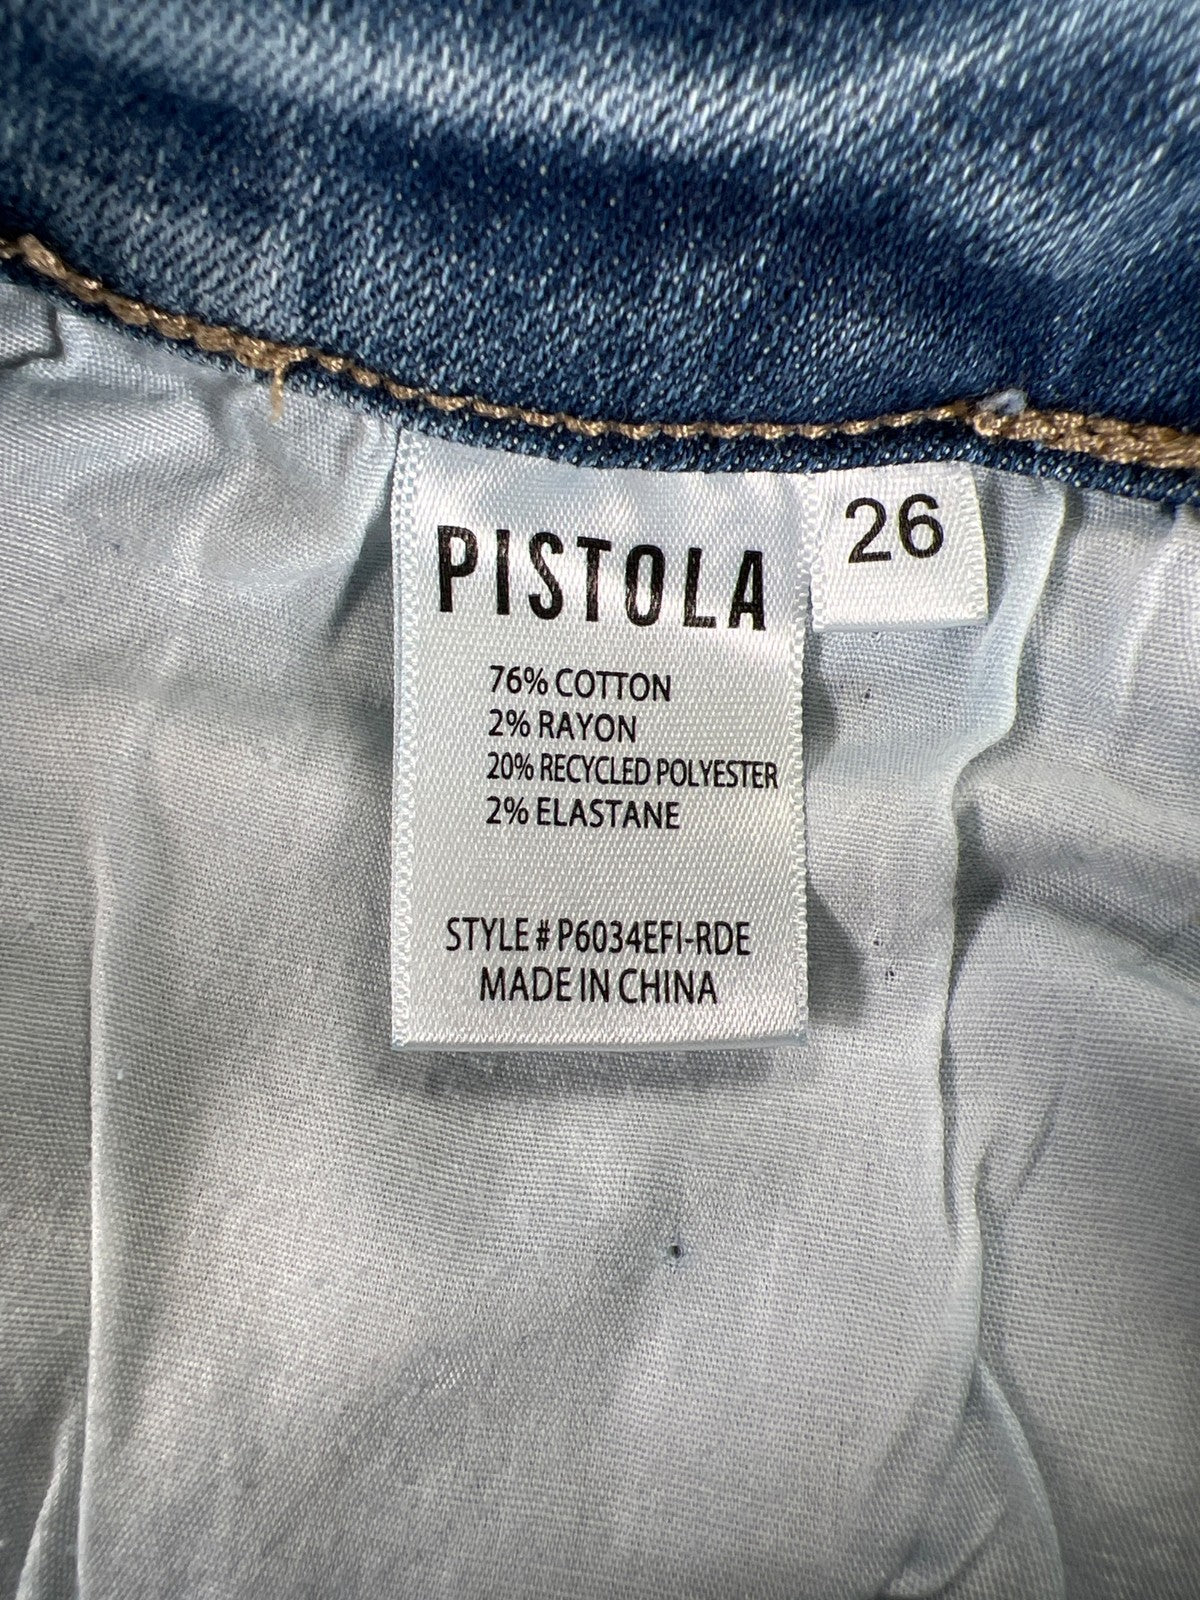 PISTOLA
26
76% COTTON
2% RAYON
20% RECYCLED POLYESTER
2% ELASTANE
STYLE # P6034EFI-RDE
MADE IN CHINA